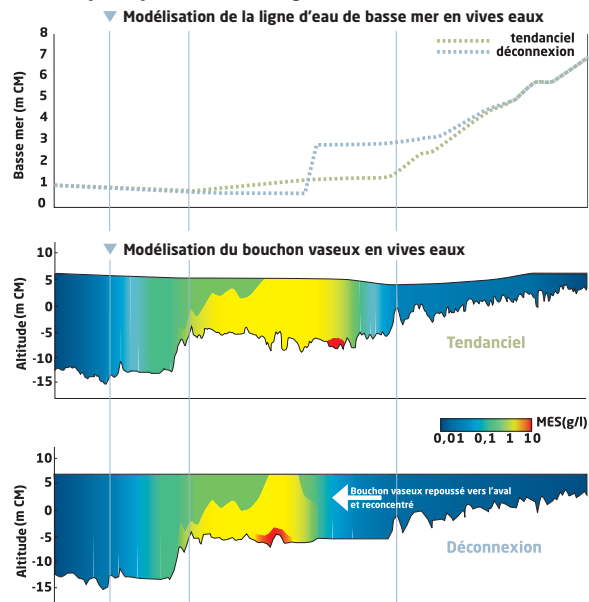 Modélisation de la ligne d'eau de basse mer en vives eaux
tendanciel
déconnexion
Basse mer (m CM)
8
7
6
5
4
3
2
1
0
Modélisation du bouchon vaseux en vives eaux
Altitude (m CM)
10
5
0
-5
-10
-15
Tendanciel
MES(g/l)
0,01 0,1 1 10
Altitude (m CM)
10
5
0
-5
-10
-15
Bouchon vaseux repoussé vers l'aval
et reconcentré
Déconnexion